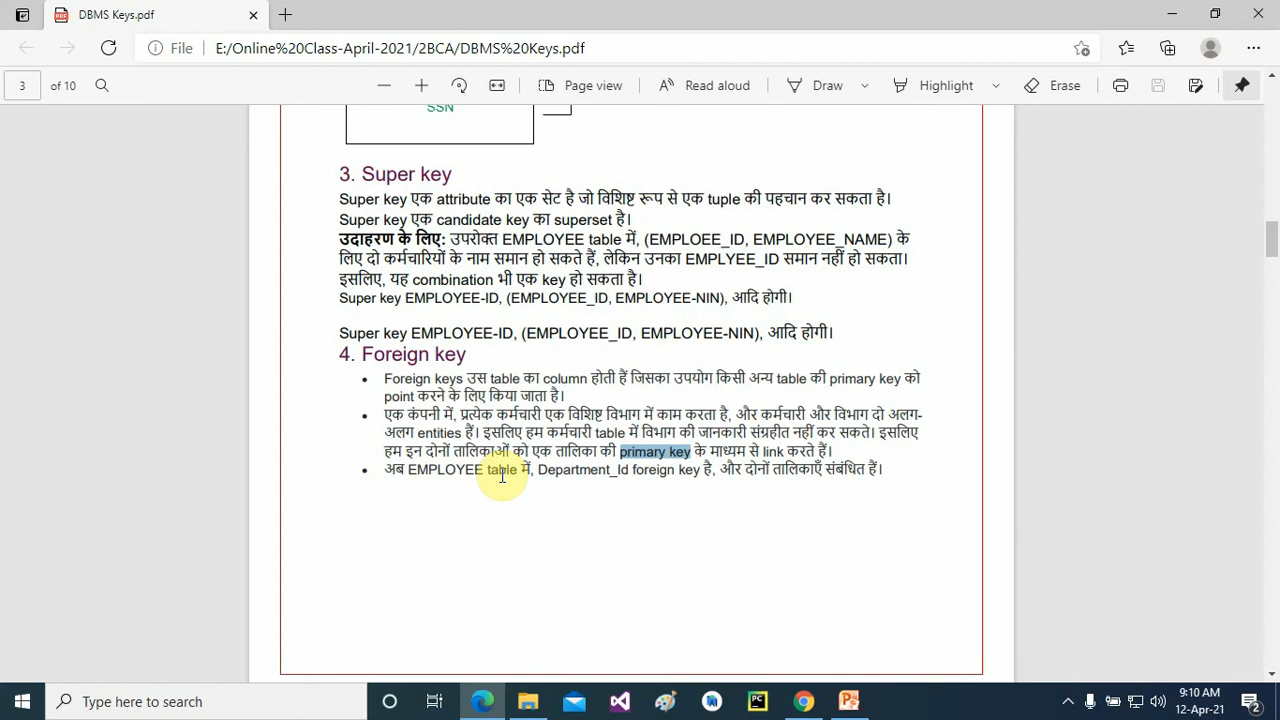 DBMS Keys.pdf
File
E:/Online%20Class-April-2021/2BCA/DBMS%20Keys.pdf
3 of 10
Page view
Read aloud
Draw
Highlight
Erase
SSN
3. Super key
Super key एक attribute का एक सेट है जो विशिष्ट रूप से एक tuple की पहचान कर सकता है।
Super key एक candidate key का superset है।
उदाहरण के लिए: उपरोक्त EMPLOYEE table में, (EMPLOEE_ID, EMPLOYEE_NAME) के
लिए दो कर्मचारियों के नाम समान हो सकते हैं, लेकिन उनका EMPLYEE_ID समान नहीं हो सकता।
इसलिए, यह combination भी एक key हो सकता है।
Super key EMPLOYEE-ID, (EMPLOYEE_ID, EMPLOYEE-NIN), आदि होगी।
Super key EMPLOYEE-ID, (EMPLOYEE_ID, EMPLOYEE-NIN), आदि होगी।
4. Foreign key
• Foreign keys उस table का column होती हैं जिसका उपयोग किसी अन्य table की primary key को
point करने के लिए किया जाता है।
• एक कंपनी में, प्रत्येक कर्मचारी एक विशिष्ट विभाग में काम करता है, और कर्मचारी और विभाग दो अलग-
अलग entities हैं। इसलिए हम कर्मचारी table में विभाग की जानकारी संग्रहीत नहीं कर सकते। इसलिए
हम इन दोनों तालिकाओं को एक तालिका की primary key के माध्यम से link करते हैं।
• अब EMPLOYEE table में, Department_Id foreign key है, और दोनों तालिकाएँ संबंधित हैं।
Type here to search
9:10 AM
12-Apr-21
2